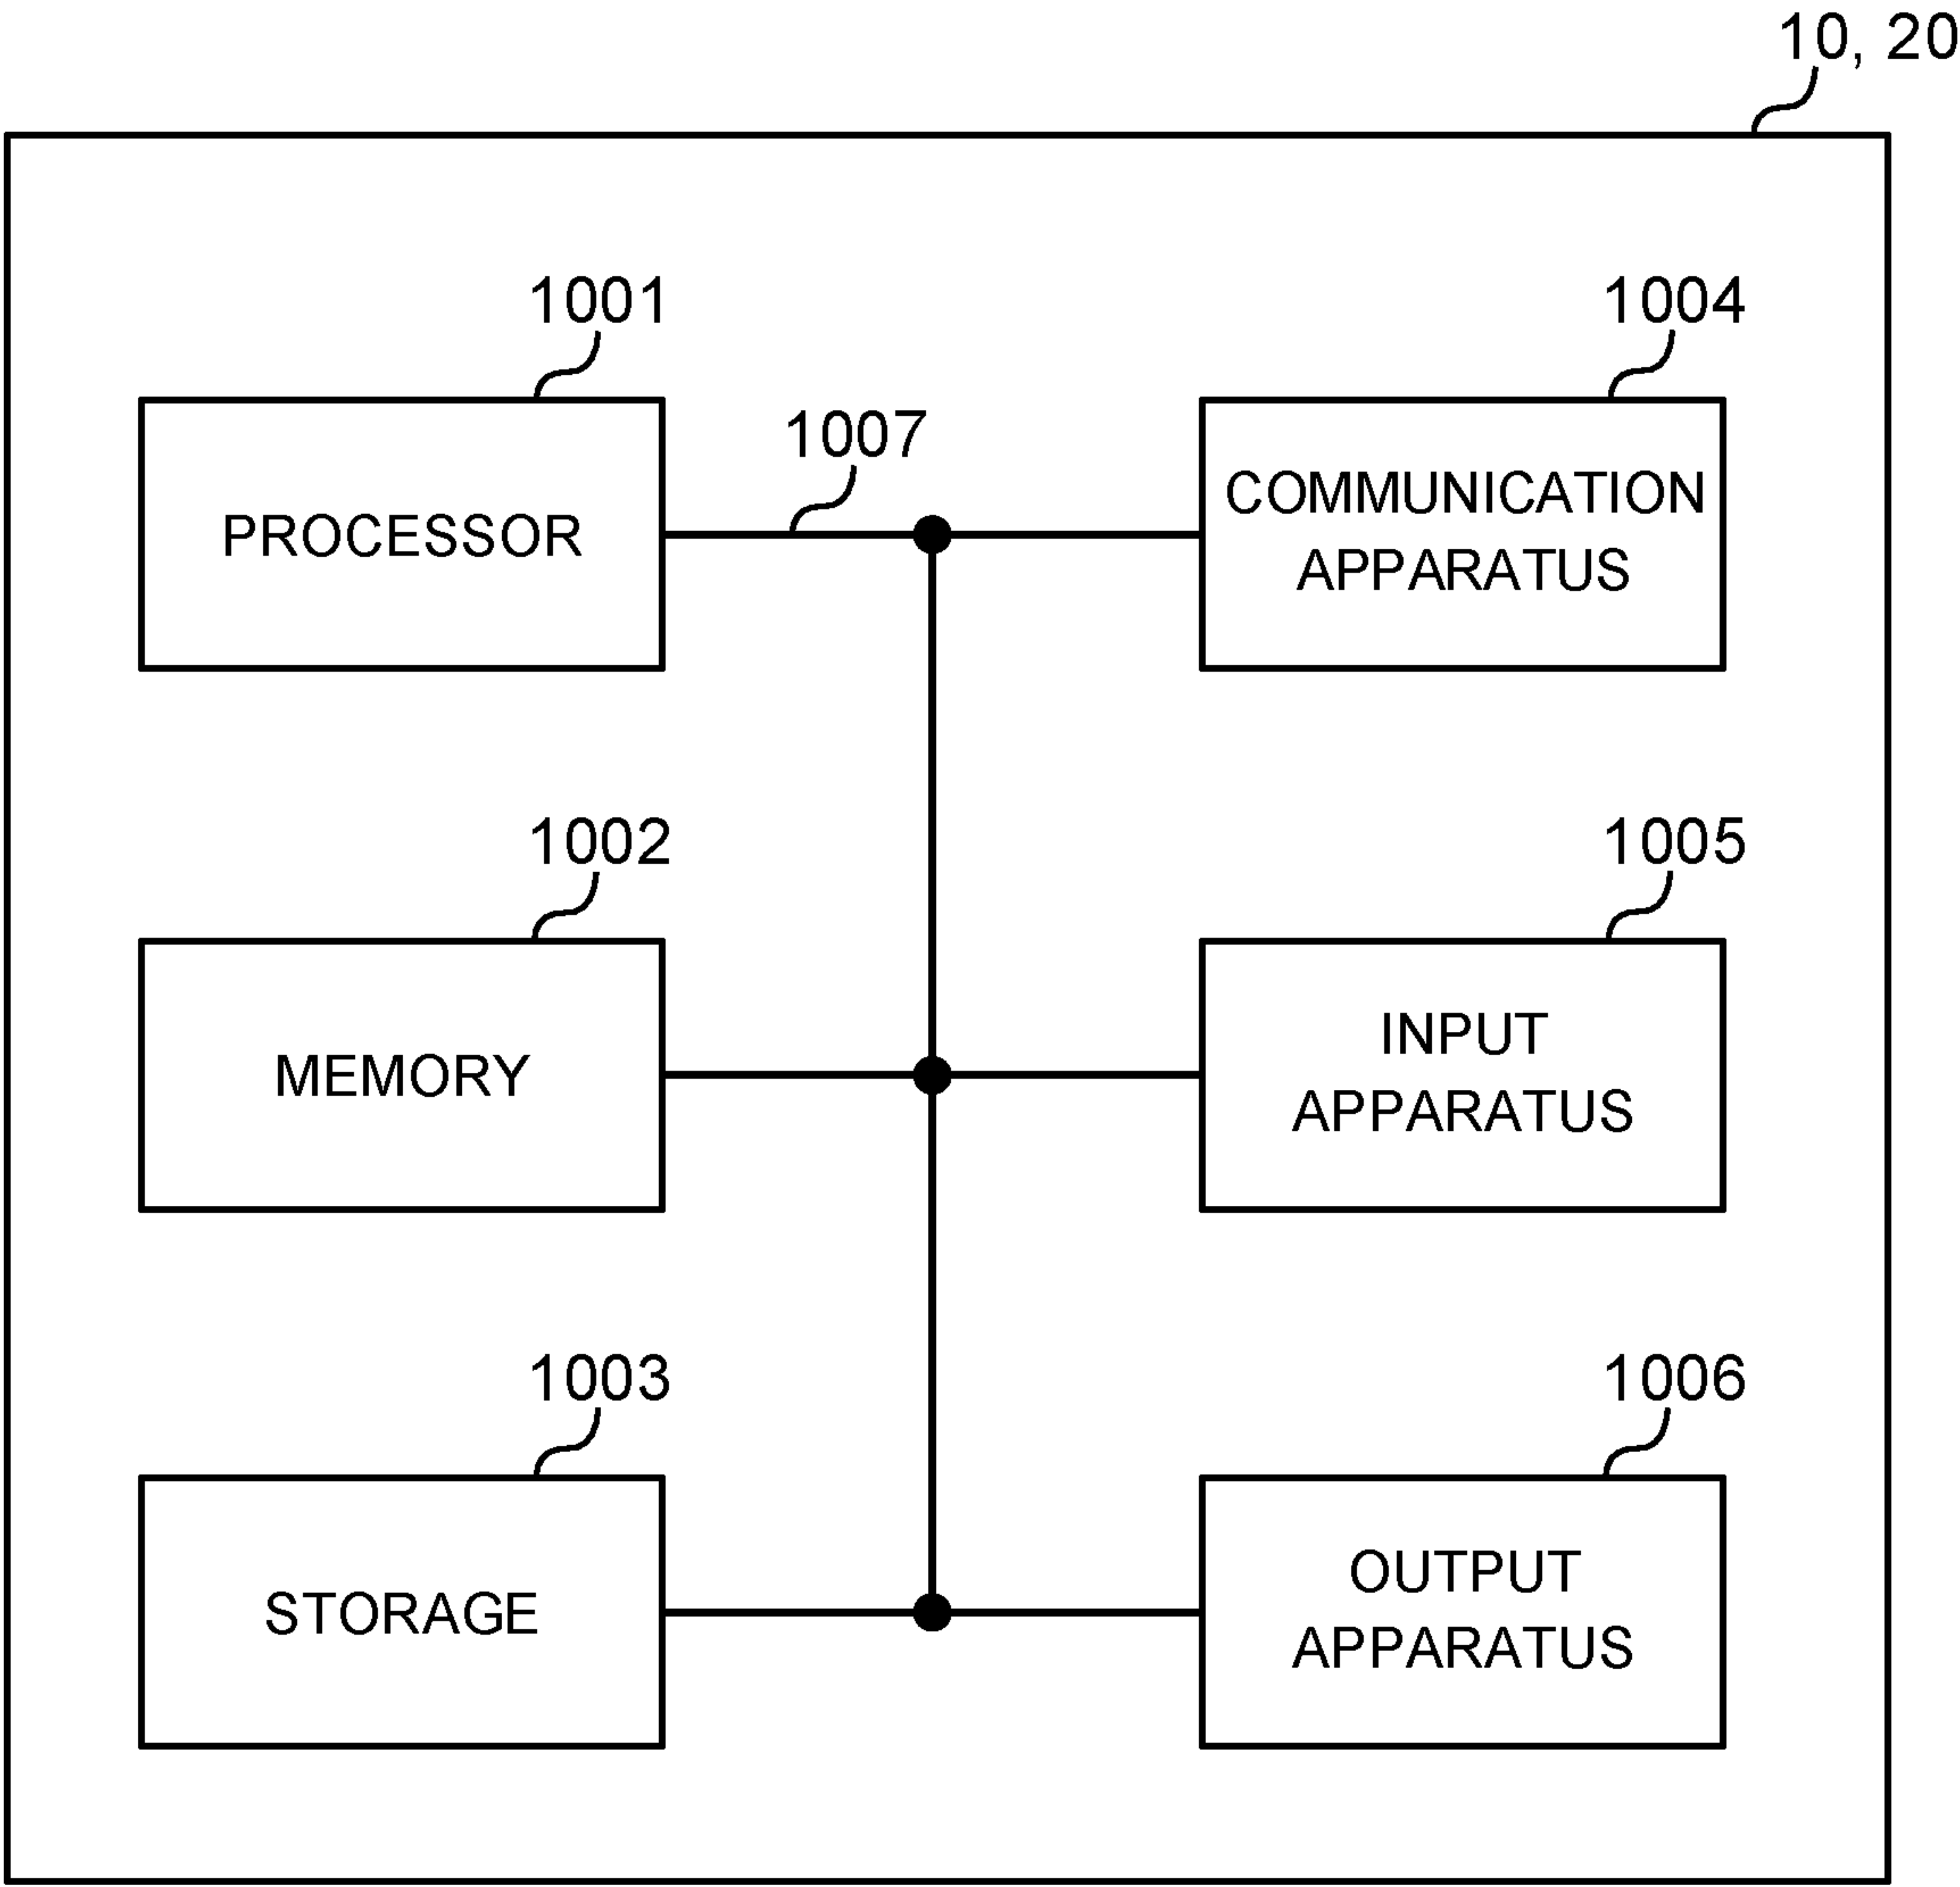 10, 20
1001
1004
1007
PROCESSOR
COMMUNICATION
APPARATUS
1002
1005
MEMORY
INPUT
APPARATUS
1003
1006
STORAGE
OUTPUT
APPARATUS